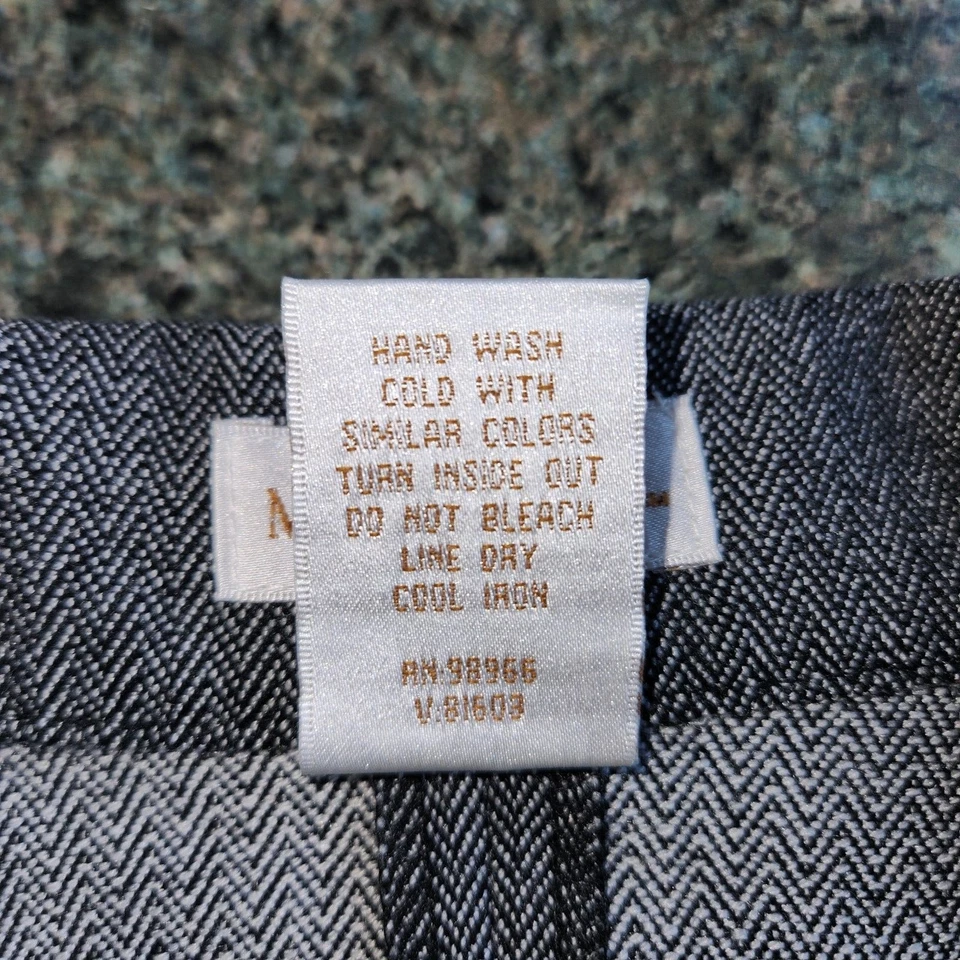 HAND WASH
COLD WITH
SIMILAR COLORS
TURN INSIDE OUT
DO NOT BLEACH
LINE DRY
COOL IRON
RN:98966
V:81603
M